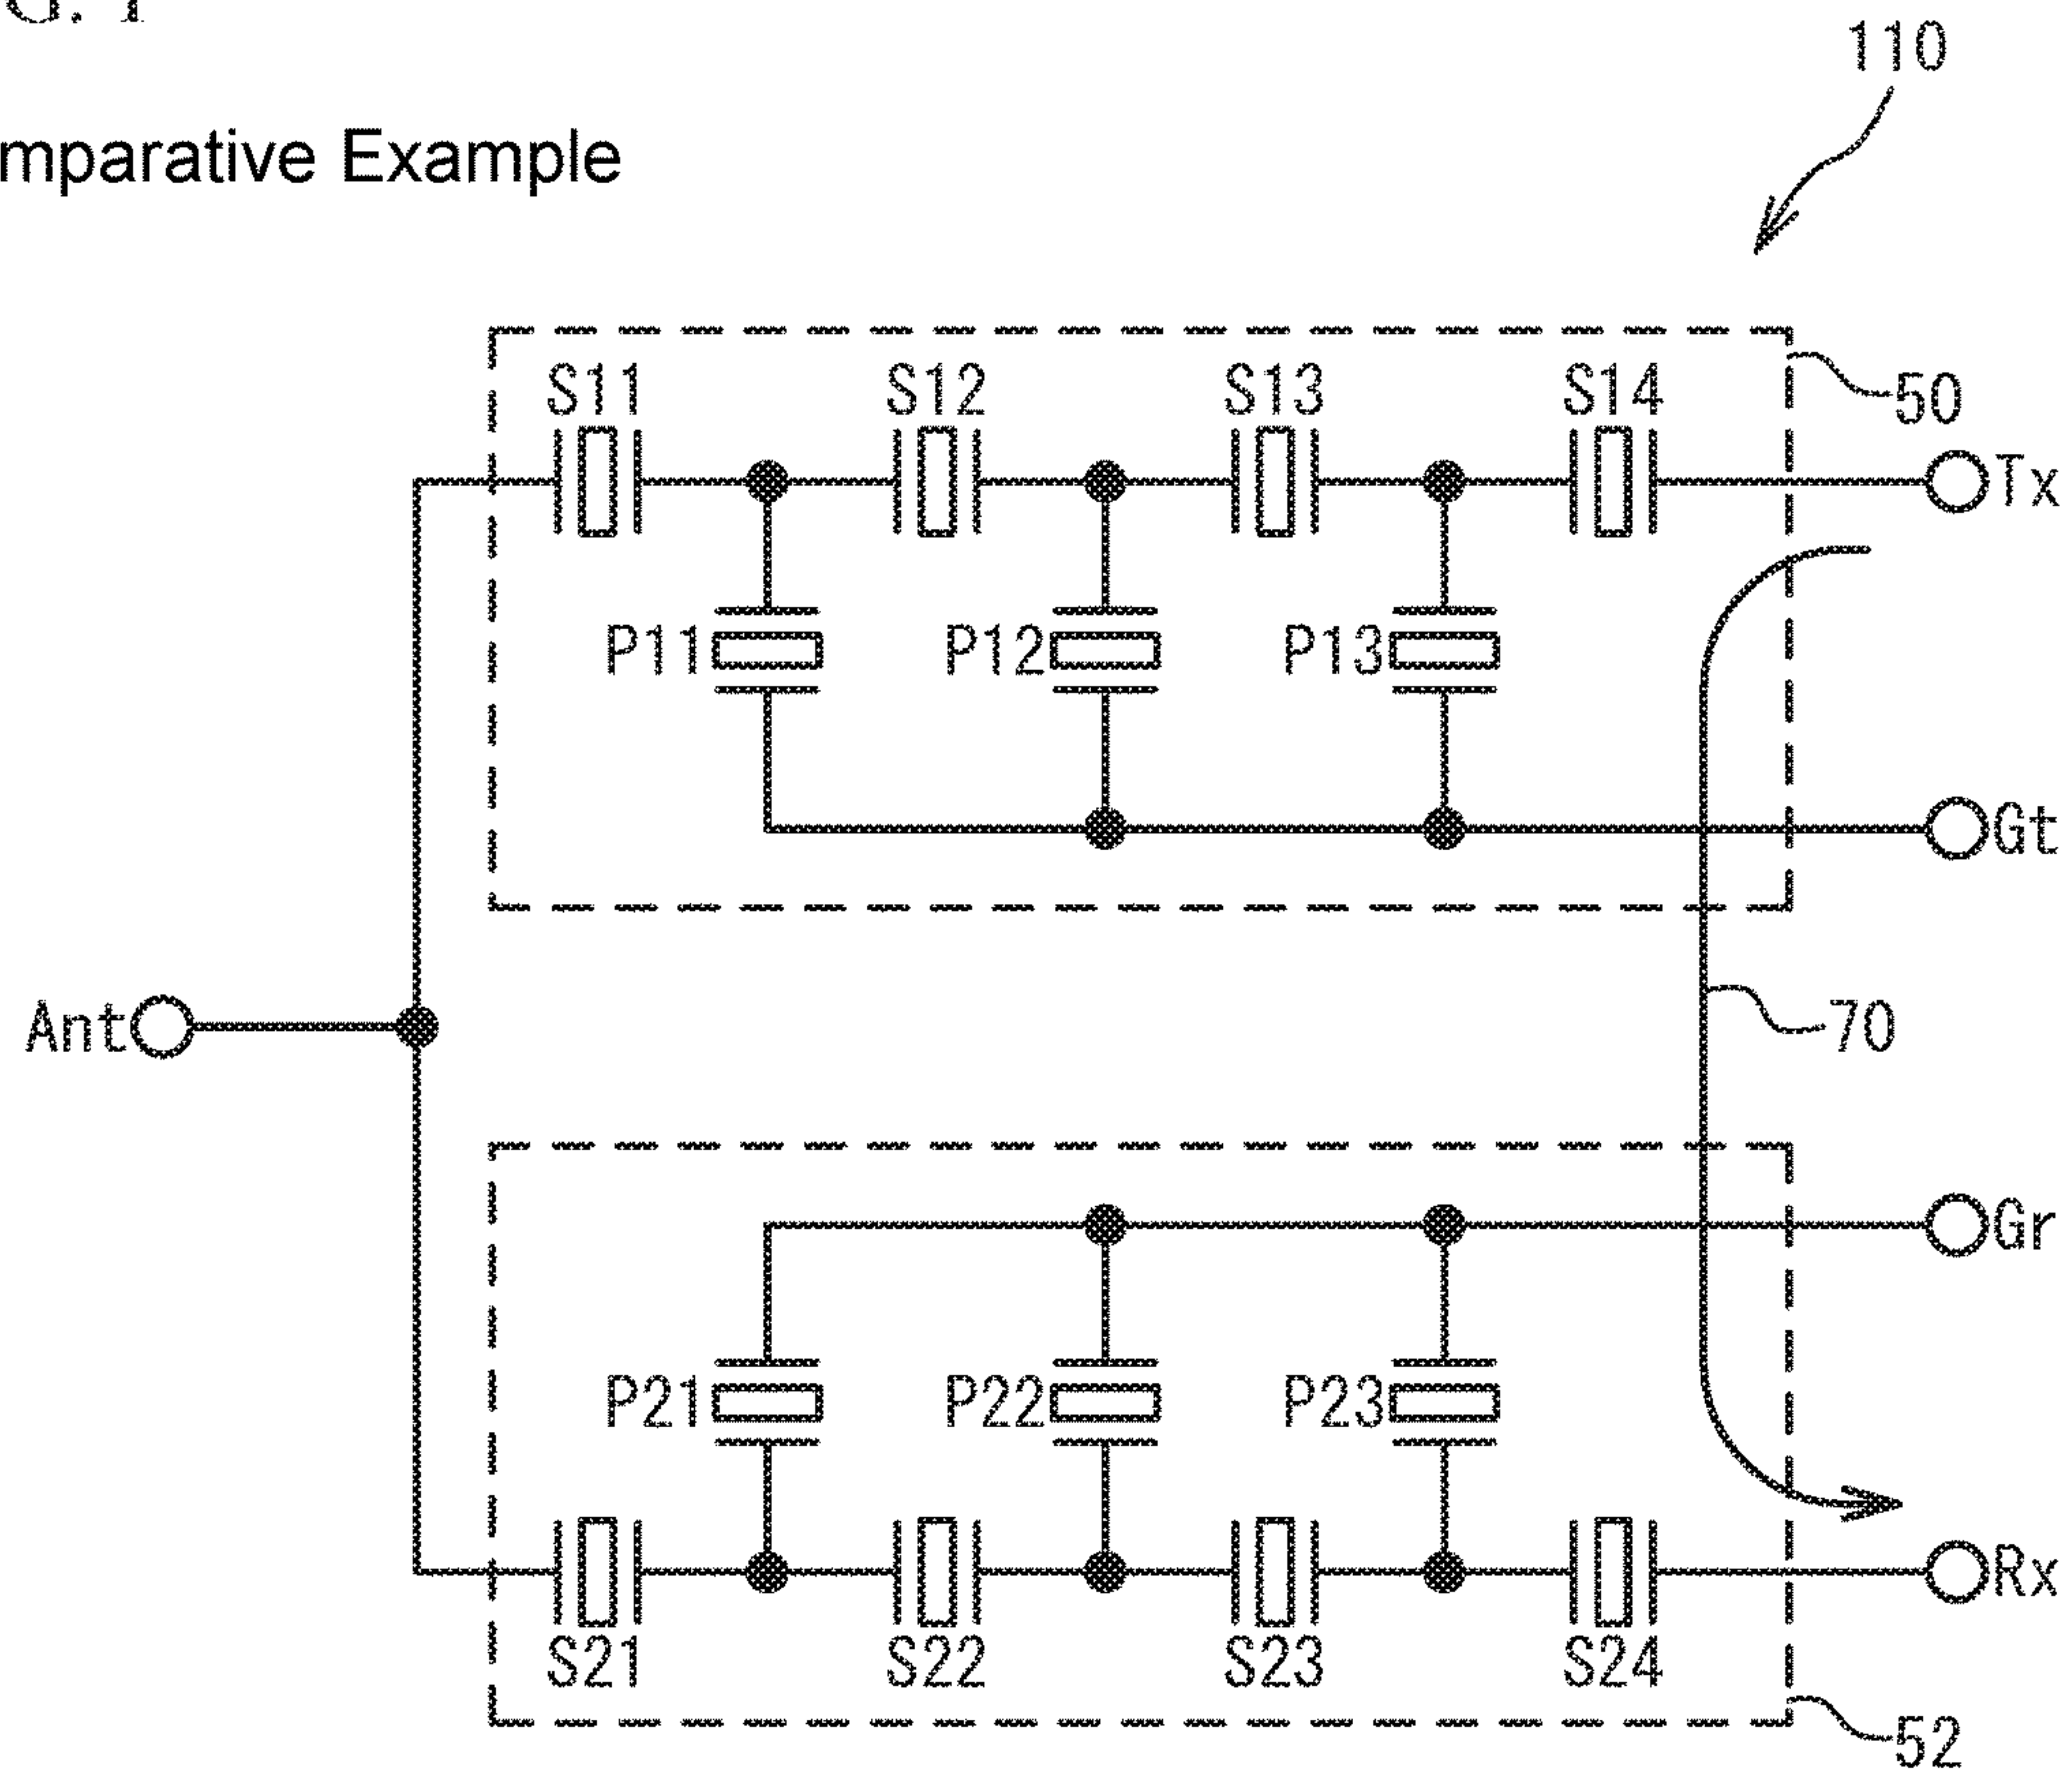 G. 1
110
mparative Example
S11 S12 S13 S14 50
Tx
P11 P12 P13
Gt
Ant 70
Gr
P21 P22 P23
Rx
S21 S22 S23 S24
52